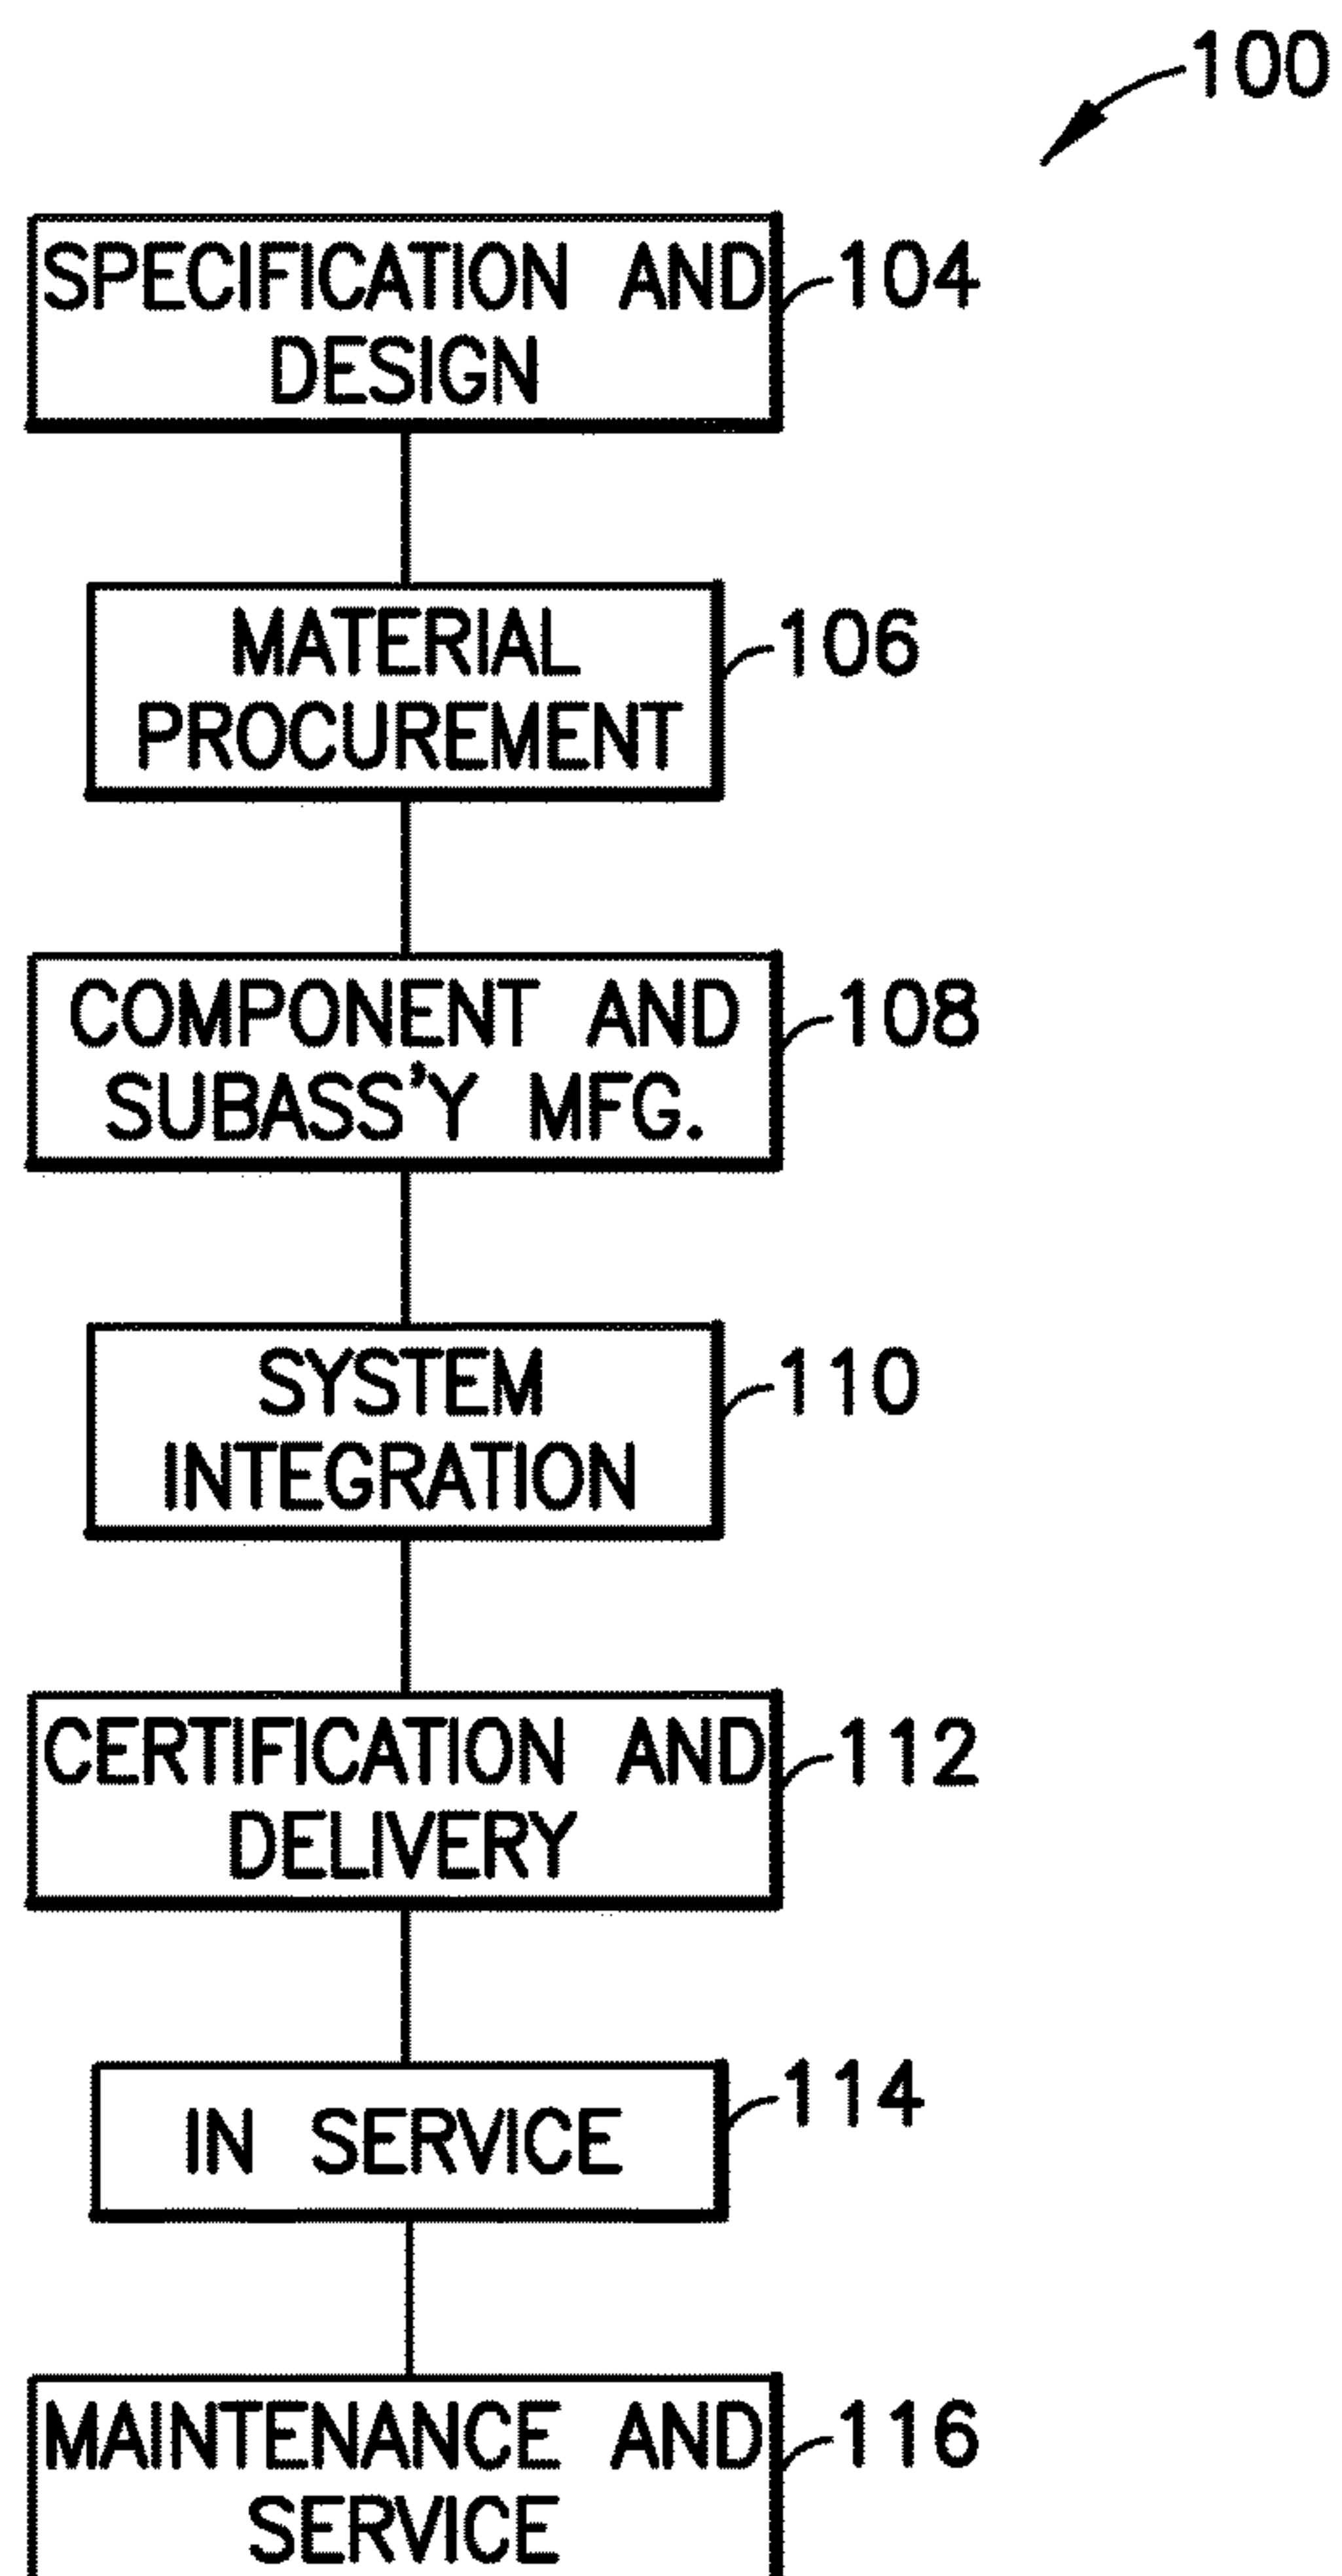 100
SPECIFICATION AND
DESIGN
104
MATERIAL
PROCUREMENT
106
COMPONENT AND
SUBASS'Y MFG.
108
SYSTEM
INTEGRATION
110
CERTIFICATION AND
DELIVERY
112
IN SERVICE
114
MAINTENANCE AND
SERVICE
116